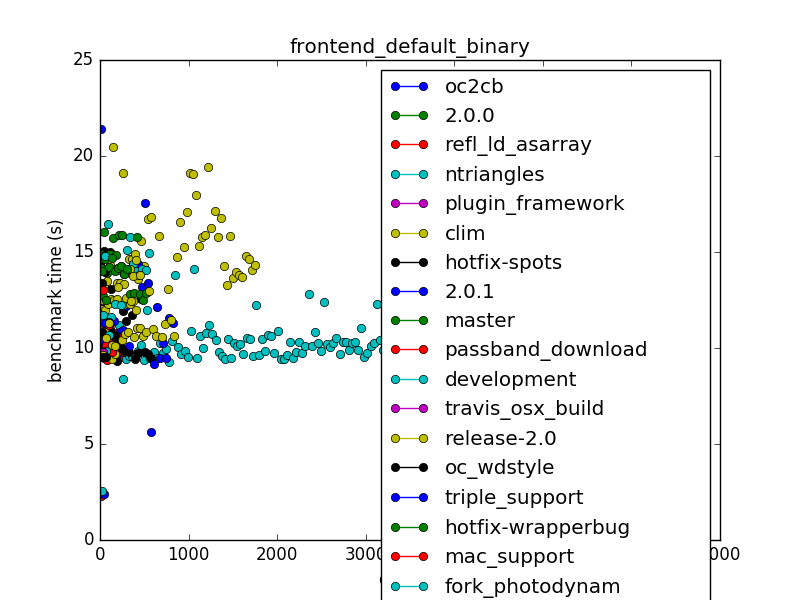 frontend_default_binary
25
20
15
10
5
0
benchmark time (s)
0
1000
2000
3000
000
oc2cb
2.0.0
refl_ld_asarray
ntriangles
plugin_framework
clim
hotfix-spots
2.0.1
master
passband_download
development
travis_osx_build
release-2.0
oc_wdstyle
triple_support
hotfix-wrapperbug
mac_support
fork_photodynam